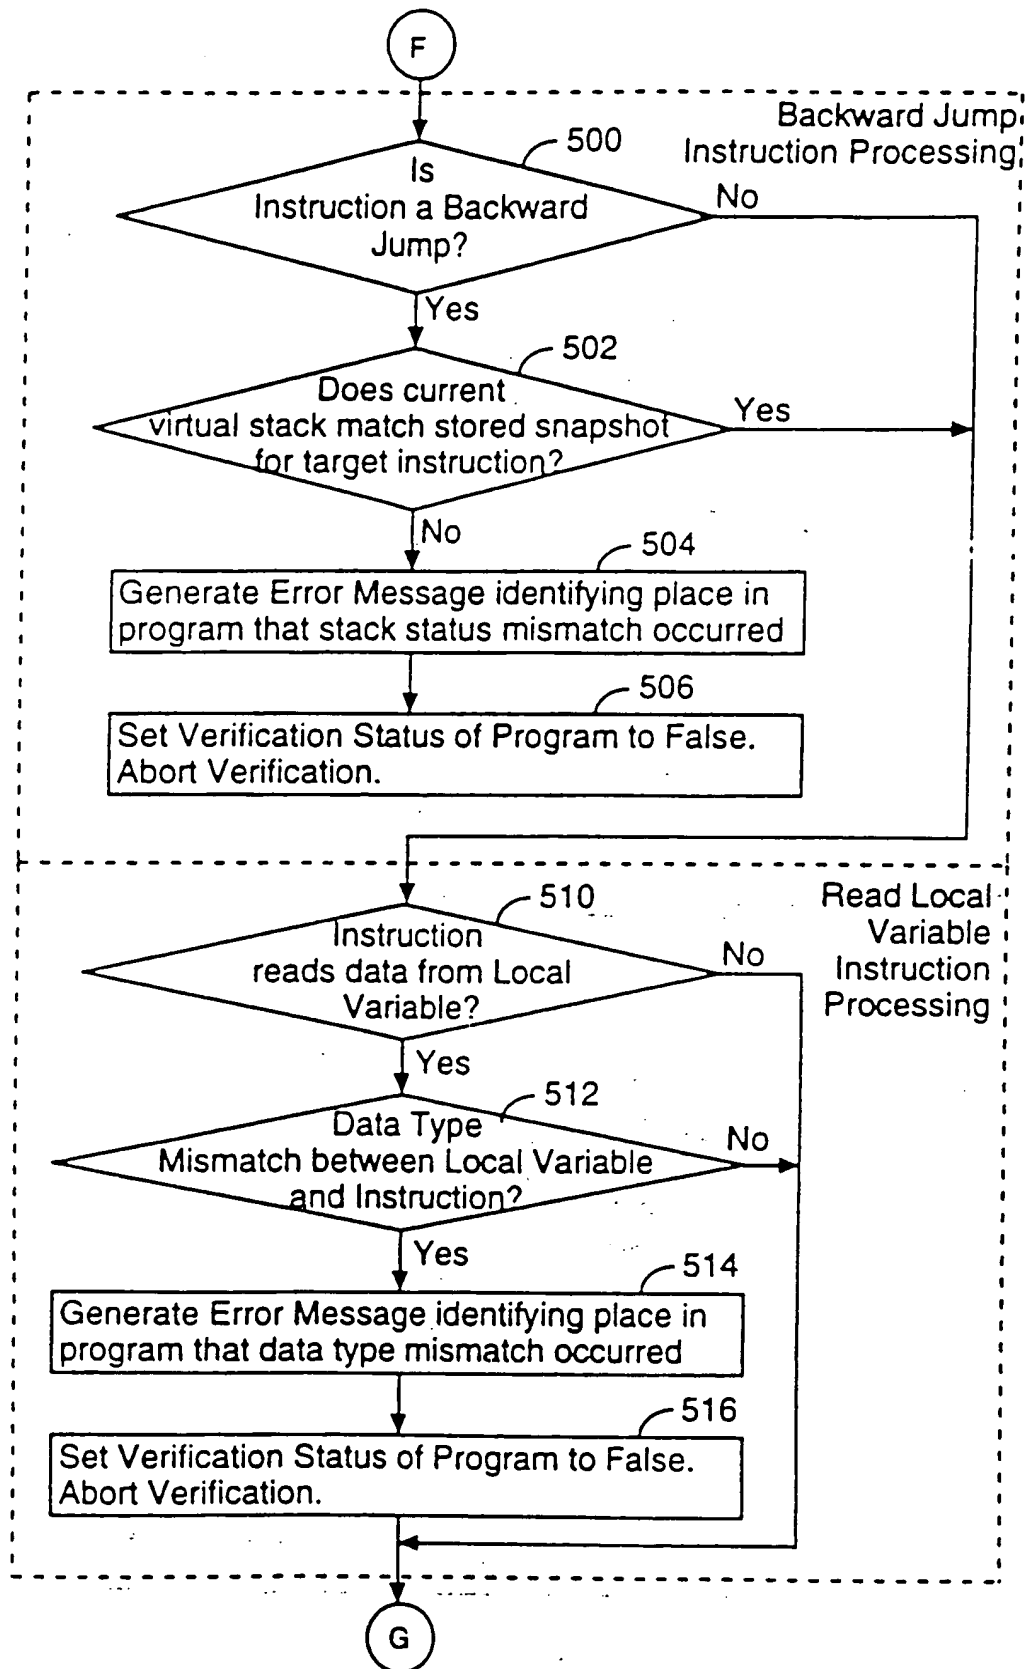 F
Backward Jump
Instruction Processing
500
Is
Instruction a Backward
Jump?
No
Yes
502
Does current
virtual stack match stored snapshot
for target instruction?
Yes
No
504
Generate Error Message identifying place in
program that stack status mismatch occurred
506
Set Verification Status of Program to False.
Abort Verification.
510
Read Local
Variable
Instruction
Processing
Instruction
reads data from Local
Variable?
No
Yes
512
Data Type
Mismatch between Local Variable
and Instruction?
No
Yes
514
Generate Error Message identifying place in
program that data type mismatch occurred
516
Set Verification Status of Program to False.
Abort Verification.
G